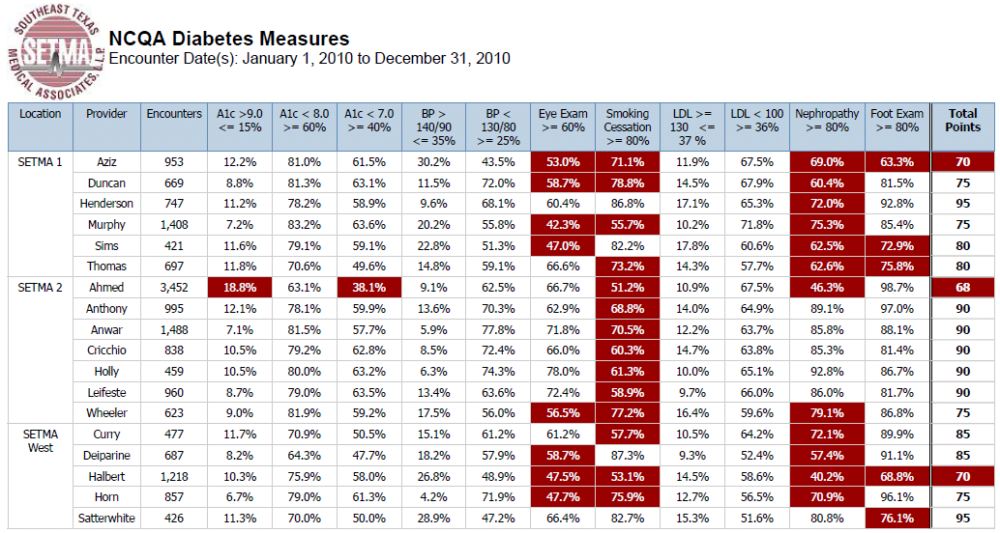 SOUTHEAST TEXAS
SETMA
MEDICAL ASSOCIATES, L.L.P.
NCQA Diabetes Measures
Encounter Date(s): January 1, 2010 to December 31, 2010
Location Provider Encounters A1c >9.0 <= 15% A1c < 8.0 >= 60% A1c < 7.0 >= 40% BP > 140/90 <= 35% BP < 130/80 >= 25% Eye Exam >= 60% Smoking Cessation >= 80% LDL >= 130 <= 37 % LDL < 100 >= 36% Nephropathy >= 80% Foot Exam >= 80% Total Points
SETMA 1 Aziz 953 12.2% 81.0% 61.5% 30.2% 43.5% 53.0% 71.1% 11.9% 67.5% 69.0% 63.3% 70
Duncan 669 8.8% 81.3% 63.1% 11.5% 72.0% 58.7% 78.8% 14.5% 67.9% 60.4% 81.5% 75
Henderson 747 11.2% 78.2% 58.9% 9.6% 68.1% 60.4% 86.8% 17.1% 65.3% 72.0% 92.8% 95
Murphy 1,408 7.2% 83.2% 63.6% 20.2% 55.8% 42.3% 55.7% 10.2% 71.8% 75.3% 85.4% 75
Sims 421 11.6% 79.1% 59.1% 22.8% 51.3% 47.0% 82.2% 17.8% 60.6% 62.5% 72.9% 80
Thomas 697 11.8% 70.6% 49.6% 14.8% 59.1% 66.6% 73.2% 14.3% 57.7% 62.6% 75.8% 80
SETMA 2 Ahmed 3,452 18.8% 63.1% 38.1% 9.1% 62.5% 66.7% 51.2% 10.9% 67.5% 46.3% 98.7% 68
Anthony 995 12.1% 78.1% 59.9% 13.6% 70.3% 62.9% 68.8% 14.0% 64.9% 89.1% 97.0% 90
Anwar 1,488 7.1% 81.5% 57.7% 5.9% 77.8% 71.8% 70.5% 12.2% 63.7% 85.8% 88.1% 90
Cricchio 838 10.5% 79.2% 62.8% 8.5% 72.4% 66.0% 60.3% 14.7% 63.8% 85.3% 81.4% 90
Holly 459 10.5% 80.0% 63.2% 6.3% 74.3% 78.0% 61.3% 10.0% 65.1% 92.8% 86.7% 90
Leifeste 960 8.7% 79.0% 63.5% 13.4% 63.6% 72.4% 58.9% 9.7% 66.0% 86.0% 81.7% 90
Wheeler 623 9.0% 81.9% 59.2% 17.5% 56.0% 56.5% 77.2% 16.4% 59.6% 79.1% 86.8% 75
SETMA West Curry 477 11.7% 70.9% 50.5% 15.1% 61.2% 61.2% 57.7% 10.5% 64.2% 72.1% 89.9% 85
Deiparine 687 8.2% 64.3% 47.7% 18.2% 57.9% 58.7% 87.3% 9.3% 52.4% 57.4% 91.1% 85
Halbert 1,218 10.3% 75.9% 58.0% 26.8% 48.9% 47.5% 53.1% 14.5% 58.6% 40.2% 68.8% 70
Horn 857 6.7% 79.0% 61.3% 4.2% 71.9% 47.7% 75.9% 12.7% 56.5% 70.9% 96.1% 75
Satterwhite 426 11.3% 70.0% 50.0% 28.9% 47.2% 66.4% 82.7% 15.3% 51.6% 80.8% 76.1% 95